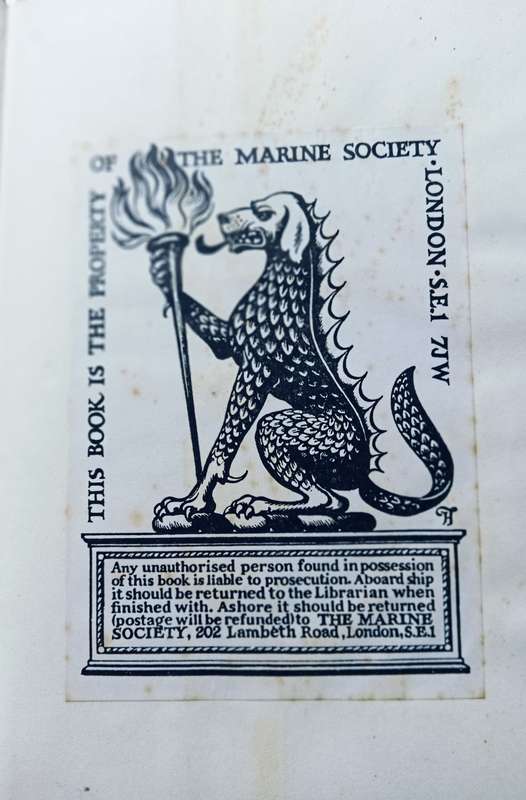 THIS BOOK IS THE PROPERTY
OF THE MARINE SOCIETY·
LONDON·S.E.1 7JW
Any unauthorised person found in possession
of this book is liable to prosecution. Aboard ship
it should be returned to the Librarian when
finished with. Ashore it should be returned
(postage will be refunded) to THE MARINE
SOCIETY, 202 Lambeth Road, London, S.E.1